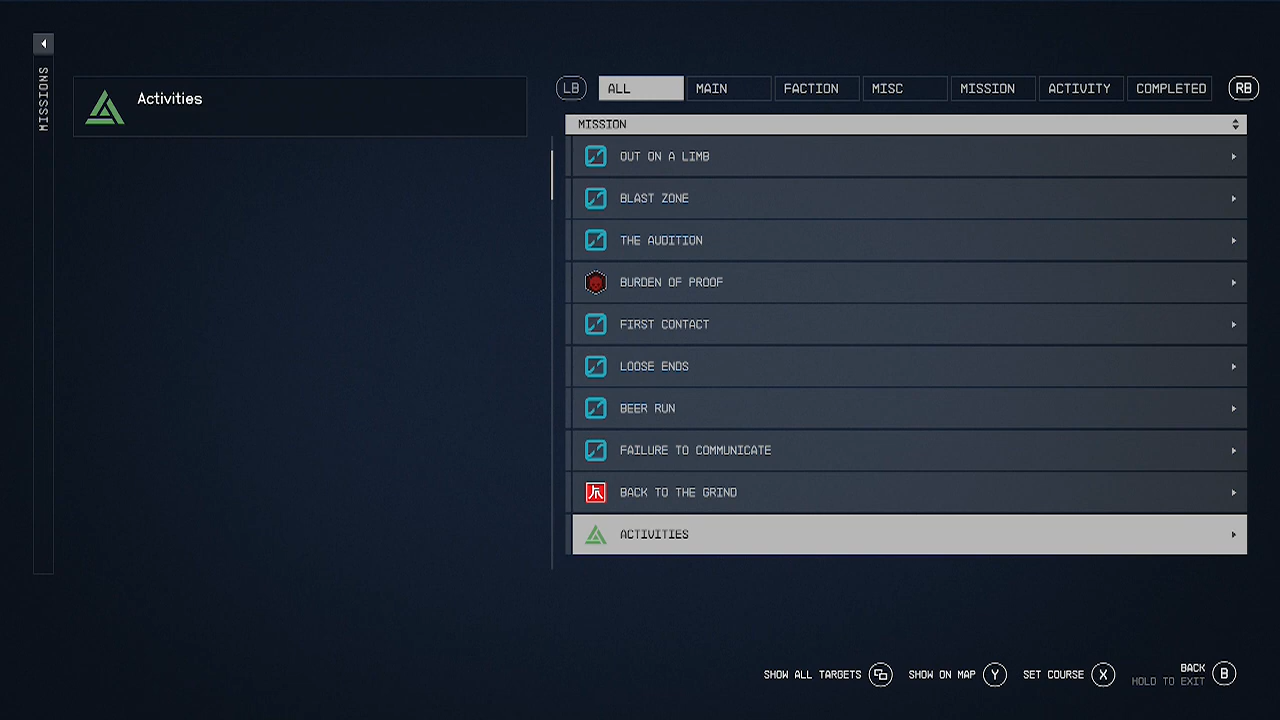 MISSIONS
Activities
LB
ALL
MAIN
FACTION
MISC
MISSION
ACTIVITY
COMPLETED
RB
MISSION
OUT ON A LIMB
BLAST ZONE
THE AUDITION
BURDEN OF PROOF
FIRST CONTACT
LOOSE ENDS
BEER RUN
FAILURE TO COMMUNICATE
BACK TO THE GRIND
ACTIVITIES
SHOW ALL TARGETS
SHOW ON MAP Y
SET COURSE X
BACK B
HOLD TO EXIT